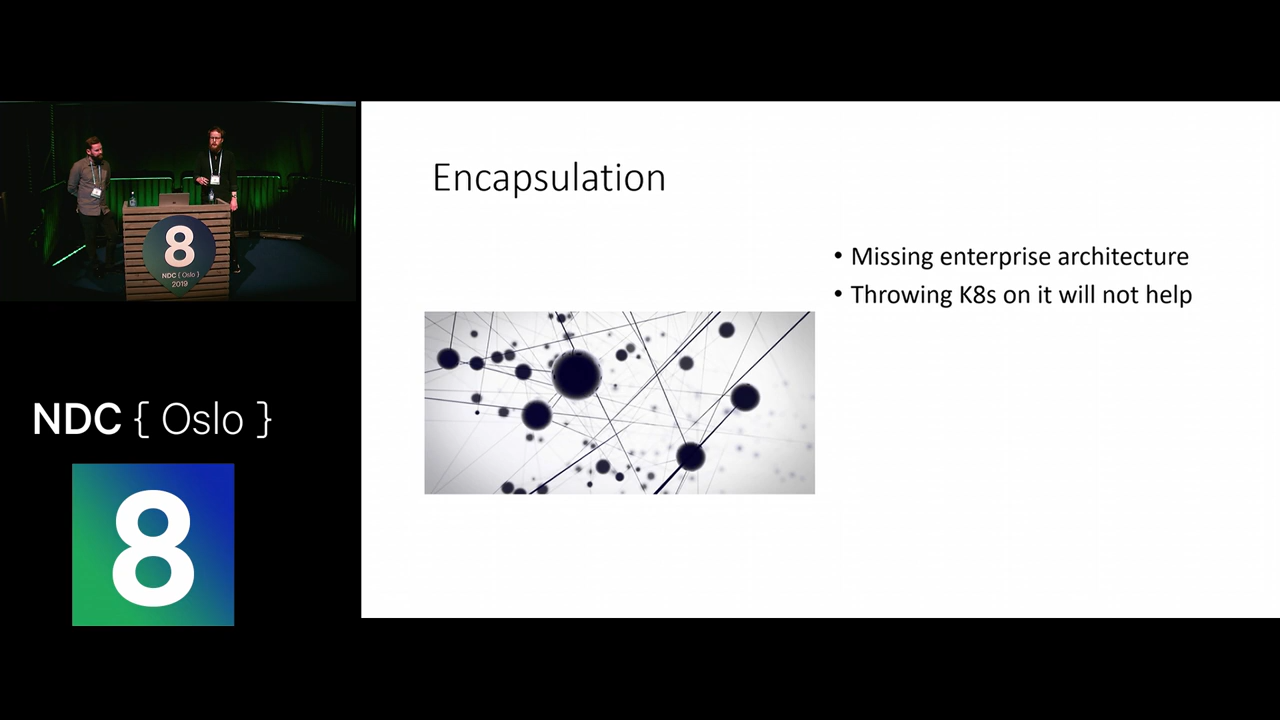 8
NDC { Oslo }
2019
Encapsulation
• Missing enterprise architecture
• Throwing K8s on it will not help
NDC { Oslo }
8